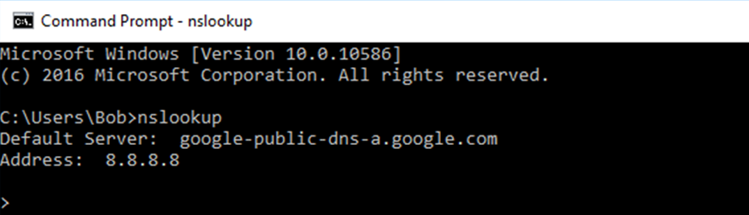 C:\. Command Prompt - nslookup
Microsoft Windows [Version 10.0.10586]
(c) 2016 Microsoft Corporation. All rights reserved.
C:\Users\Bob>nslookup
Default Server:  google-public-dns-a.google.com
Address:  8.8.8.8
>